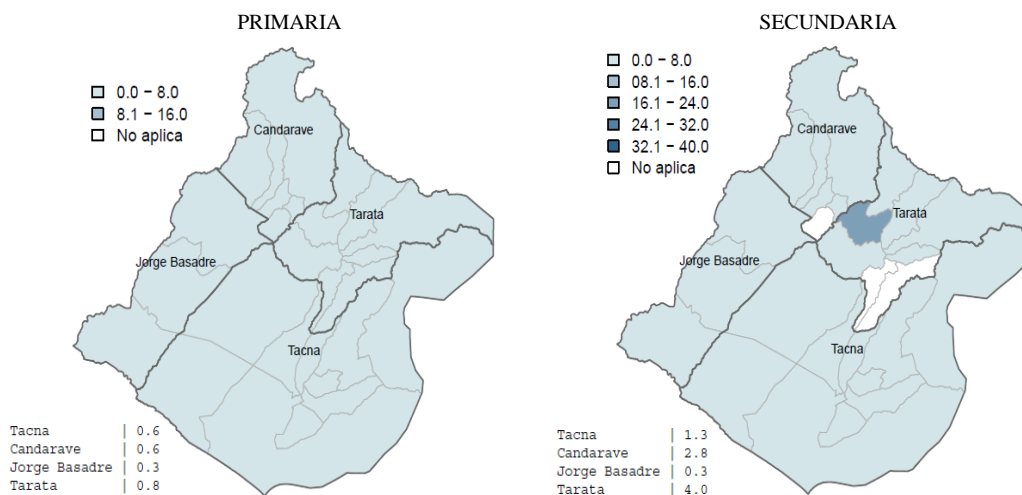 PRIMARIA
0.0 – 8.0
8.1 – 16.0
No aplica
Candarave
Tarata
Jorge Basadre
Tacna
Tacna | 0.6
Candarave | 0.6
Jorge Basadre | 0.3
Tarata | 0.8
SECUNDARIA
0.0 – 8.0
08.1 – 16.0
16.1 – 24.0
24.1 – 32.0
32.1 – 40.0
No aplica
Candarave
Tarata
Jorge Basadre
Tacna
Tacna | 1.3
Candarave | 2.8
Jorge Basadre | 0.3
Tarata | 4.0